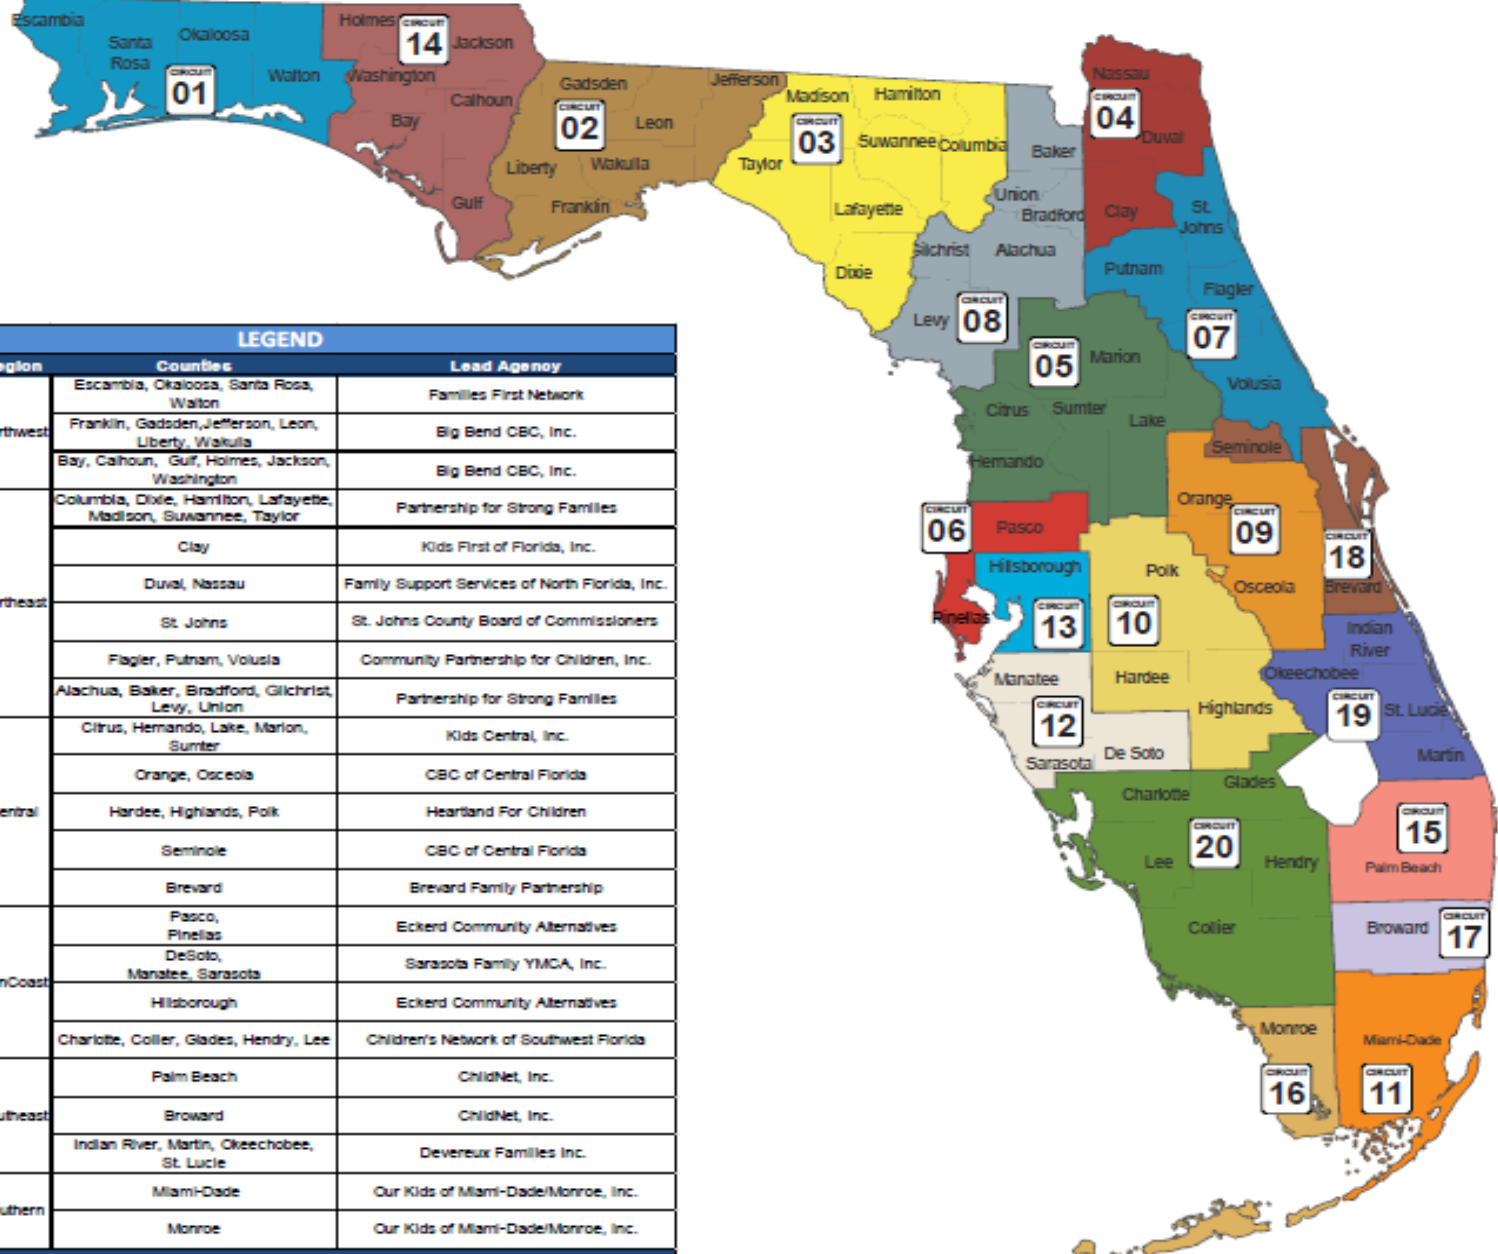 Escambia
Santa
Rosa
Okaloosa
Walton
CIRCUIT
01
Holmes
CIRCUIT
14
Jackson
Washington
Calhoun
Bay
Gulf
Gadsden
Jefferson
CIRCUIT
02
Leon
Liberty
Wakulla
Franklin
Madison
Hamilton
CIRCUIT
03
Suwannee
Columbia
Taylor
Lafayette
Dixie
Baker
Union
Bradford
Gilchrist
Alachua
Levy
CIRCUIT
08
Nassau
CIRCUIT
04
Duval
Clay
St.
Johns
Putnam
Flagler
CIRCUIT
07
Volusia
CIRCUIT
05
Marion
Citrus
Sumter
Lake
Hernando
Seminole
Orange
CIRCUIT
09
Osceola
CIRCUIT
18
Brevard
CIRCUIT
06
Pasco
Pinellas
Hillsborough
CIRCUIT
13
Polk
CIRCUIT
10
Hardee
Highlands
Manatee
CIRCUIT
12
Sarasota
De Soto
Indian
River
Okeechobee
CIRCUIT
19
St. Lucie
Martin
Charlotte
Glades
Lee
CIRCUIT
20
Hendry
Collier
CIRCUIT
15
Palm Beach
Broward
CIRCUIT
17
Monroe
CIRCUIT
16
Miami-Dade
CIRCUIT
11
LEGEND
egion Counties Lead Agency
rthwest
Escambia, Okaloosa, Santa Rosa,
Walton
Families First Network
Franklin, Gadsden,Jefferson, Leon,
Liberty, Wakulla
Big Bend CBC, Inc.
Bay, Calhoun, Gulf, Holmes, Jackson,
Washington
Big Bend CBC, Inc.
rtheast
Columbia, Dixie, Hamilton, Lafayette,
Madison, Suwannee, Taylor
Partnership for Strong Families
Clay
Kids First of Florida, Inc.
Duval, Nassau
Family Support Services of North Florida, Inc.
St. Johns
St. Johns County Board of Commissioners
Flagler, Putnam, Volusia
Community Partnership for Children, Inc.
Alachua, Baker, Bradford, Gilchrist,
Levy, Union
Partnership for Strong Families
entral
Citrus, Hernando, Lake, Marion,
Sumter
Kids Central, Inc.
Orange, Osceola
CBC of Central Florida
Hardee, Highlands, Polk
Heartland For Children
Seminole
CBC of Central Florida
Brevard
Brevard Family Partnership
nCoast
Pasco,
Pinellas
Eckerd Community Alternatives
DeSoto,
Manatee, Sarasota
Sarasota Family YMCA, Inc.
Hillsborough
Eckerd Community Alternatives
Charlotte, Collier, Glades, Hendry, Lee
Children's Network of Southwest Florida
utheast
Palm Beach
ChildNet, Inc.
Broward
ChildNet, Inc.
Indian River, Martin, Okeechobee,
St. Lucie
Devereux Families Inc.
uthern
Miami-Dade
Our Kids of Miami-Dade/Monroe, Inc.
Monroe
Our Kids of Miami-Dade/Monroe, Inc.